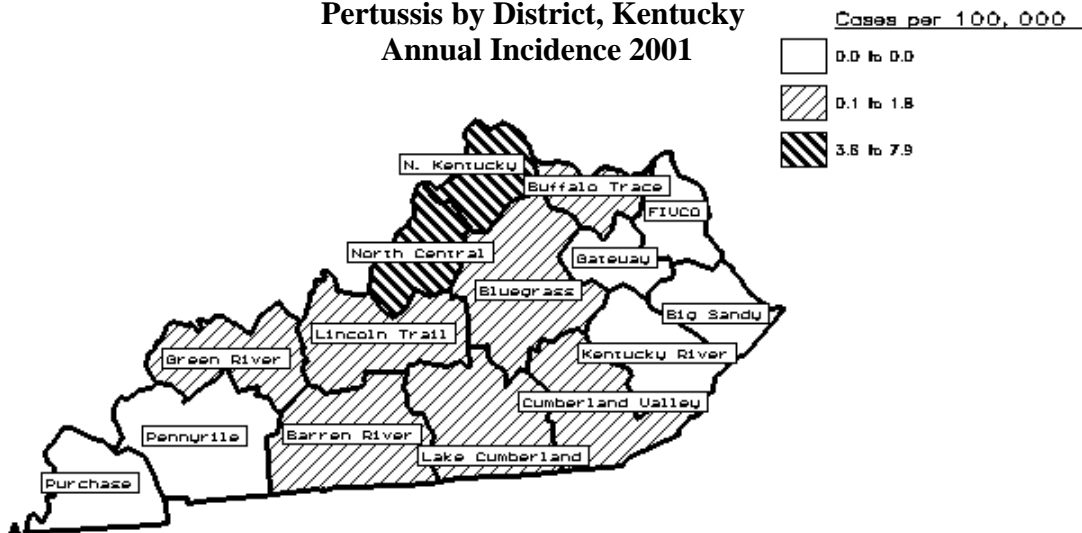 Pertussis by District, Kentucky
Annual Incidence 2001
Cases per 100,000
0.0 to 0.0
0.1 to 1.8
3.6 to 7.9
N. Kentucky
Buffalo Trace
FIVCO
North Central
Gateway
Bluegrass
Big Sandy
Lincoln Trail
Kentucky River
Green River
Cumberland Valley
Pennyrile
Barren River
Lake Cumberland
Purchase